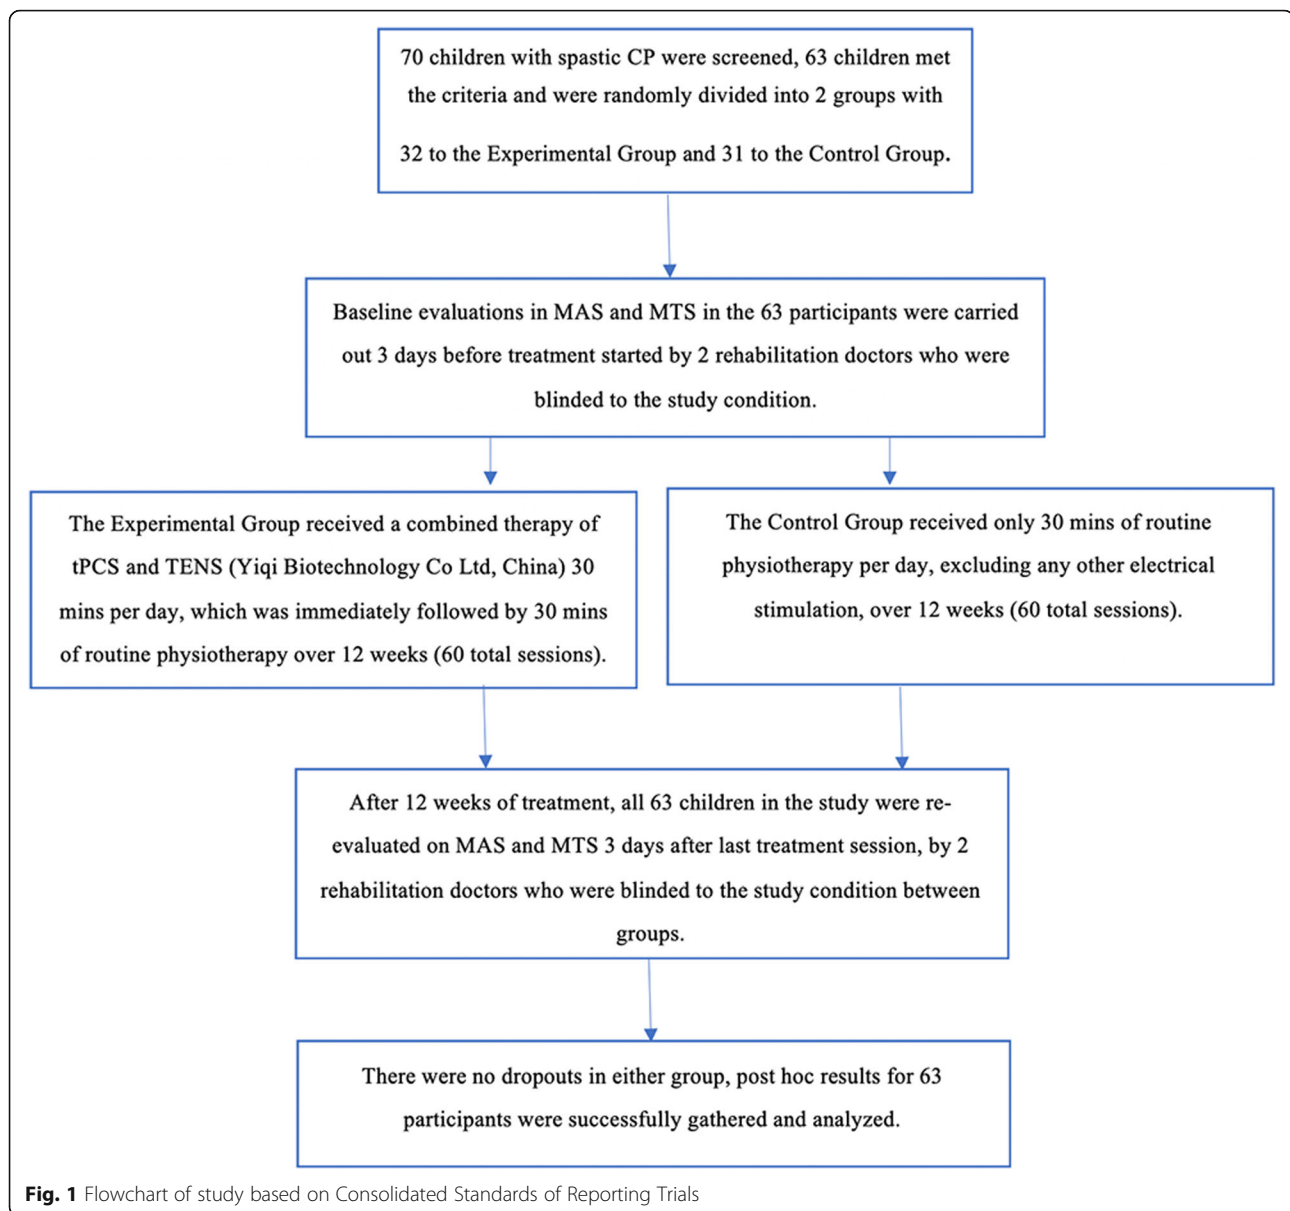 70 children with spastic CP were screened, 63 children met
the criteria and were randomly divided into 2 groups with
32 to the Experimental Group and 31 to the Control Group.
Baseline evaluations in MAS and MTS in the 63 participants were carried
out 3 days before treatment started by 2 rehabilitation doctors who were
blinded to the study condition.
The Experimental Group received a combined therapy of
tPCS and TENS (Yiqi Biotechnology Co Ltd, China) 30
mins per day, which was immediately followed by 30 mins
of routine physiotherapy over 12 weeks (60 total sessions).
The Control Group received only 30 mins of routine
physiotherapy per day, excluding any other electrical
stimulation, over 12 weeks (60 total sessions).
After 12 weeks of treatment, all 63 children in the study were re-
evaluated on MAS and MTS 3 days after last treatment session, by 2
rehabilitation doctors who were blinded to the study condition between
groups.
There were no dropouts in either group, post hoc results for 63
participants were successfully gathered and analyzed.
Fig. 1 Flowchart of study based on Consolidated Standards of Reporting Trials